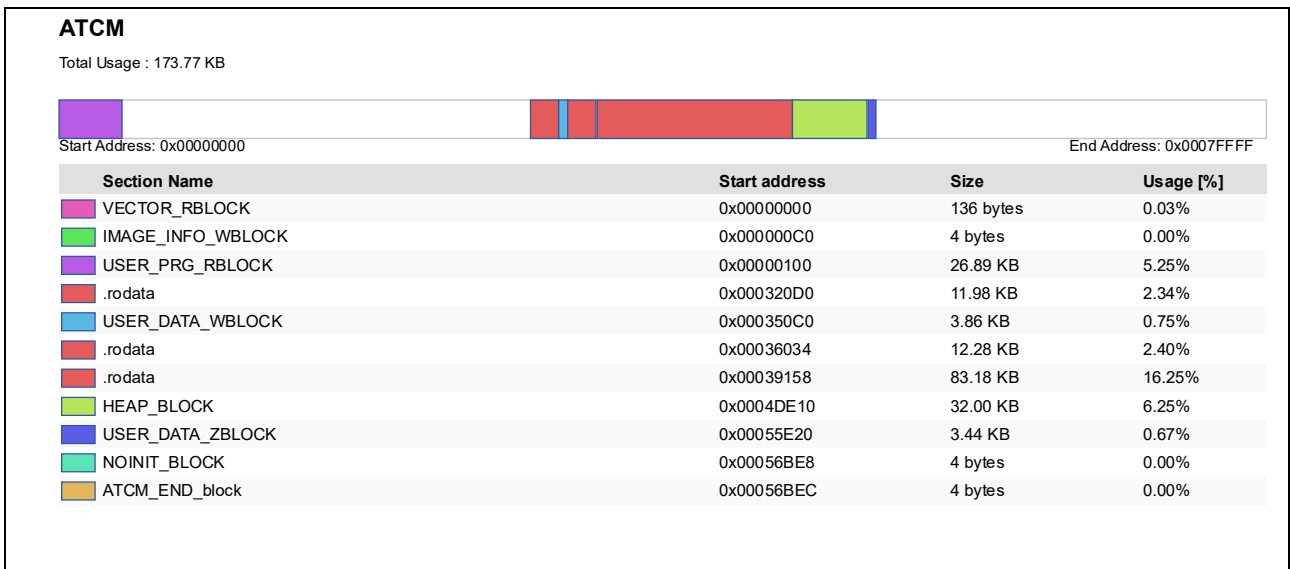 ATCM
Total Usage : 173.77 KB
Start Address: 0x00000000 End Address: 0x0007FFFF
Section Name Start address Size Usage [%]
VECTOR_RBLOCK 0x00000000 136 bytes 0.03%
IMAGE_INFO_WBLOCK 0x000000C0 4 bytes 0.00%
USER_PRG_RBLOCK 0x00000100 26.89 KB 5.25%
.rodata 0x000320D0 11.98 KB 2.34%
USER_DATA_WBLOCK 0x000350C0 3.86 KB 0.75%
.rodata 0x00036034 12.28 KB 2.40%
.rodata 0x00039158 83.18 KB 16.25%
HEAP_BLOCK 0x0004DE10 32.00 KB 6.25%
USER_DATA_ZBLOCK 0x00055E20 3.44 KB 0.67%
NOINIT_BLOCK 0x00056BE8 4 bytes 0.00%
ATCM_END_block 0x00056BEC 4 bytes 0.00%